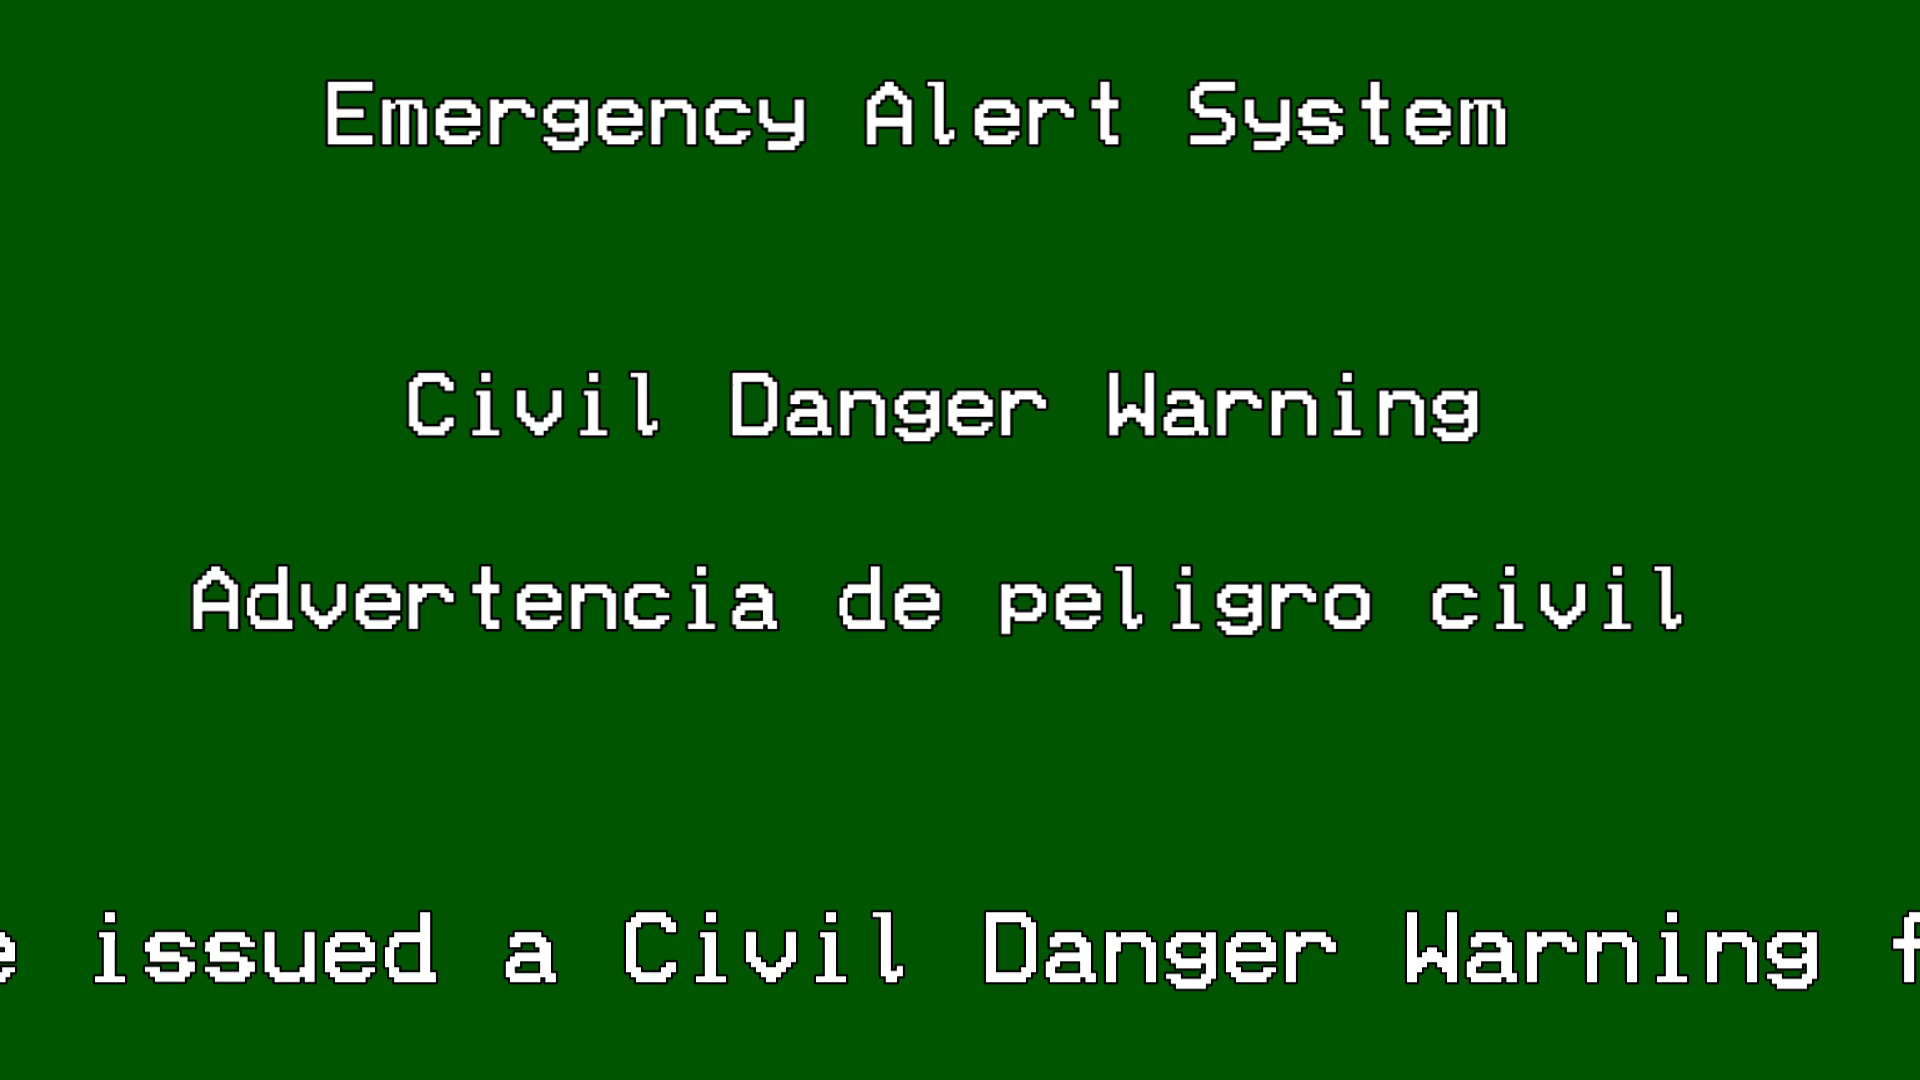 Emergency Alert System
Civil Danger Warning
Advertencia de peligro civil
issued a Civil Danger Warning